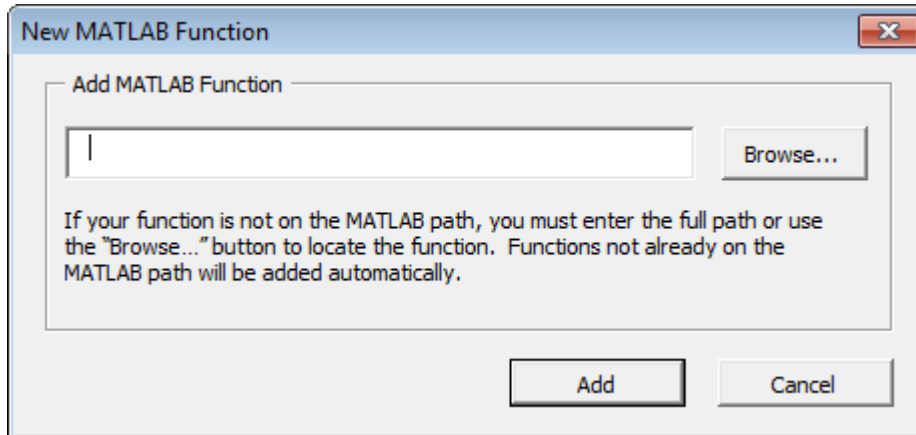 New MATLAB Function
Add MATLAB Function
Browse...
If your function is not on the MATLAB path, you must enter the full path or use
the "Browse..." button to locate the function. Functions not already on the
MATLAB path will be added automatically.
Add
Cancel